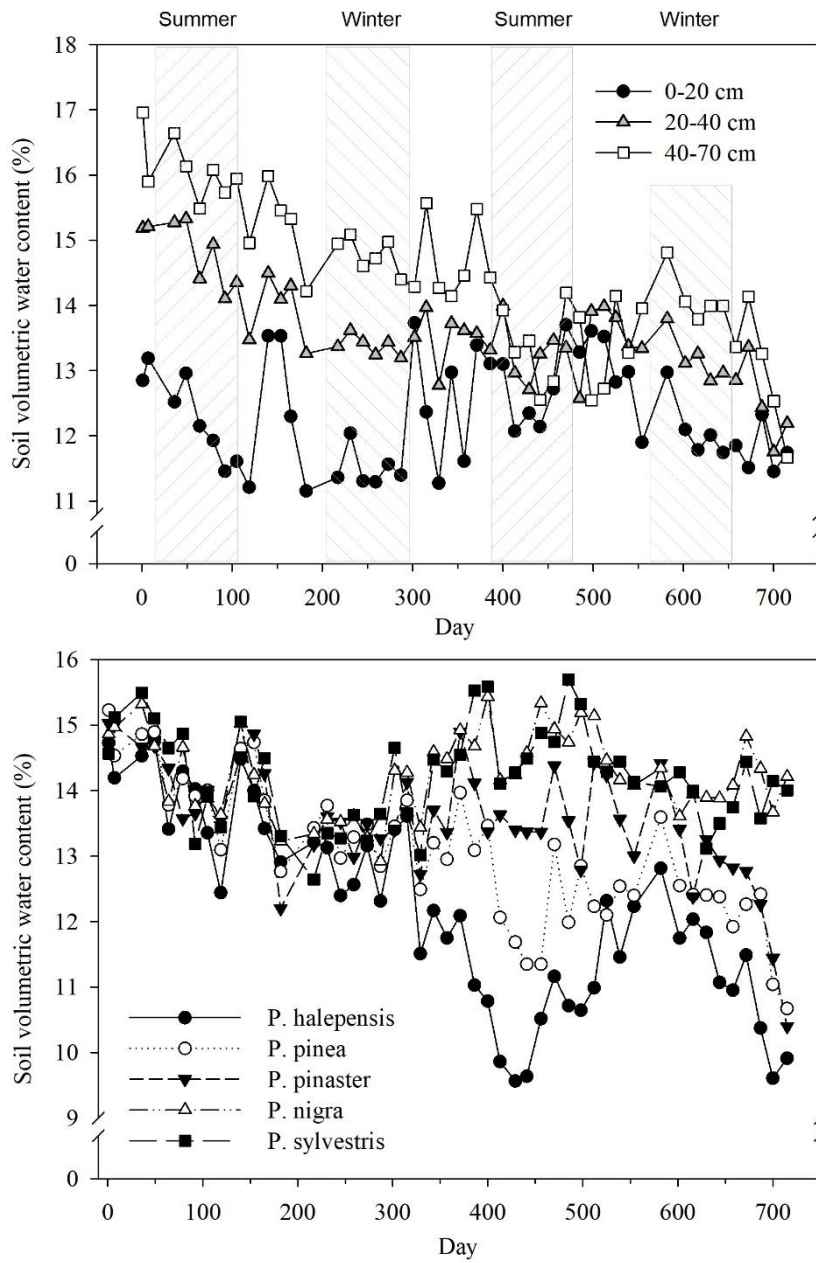 Summer Winter Summer Winter
18
17
16
15
14
13
12
11
0
Soil volumetric water content (%)
0-20 cm
20-40 cm
40-70 cm
0 100 200 300 400 500 600 700
Day
16
15
14
13
12
11
10
9
0
Soil volumetric water content (%)
P. halepensis
P. pinea
P. pinaster
P. nigra
P. sylvestris
0 100 200 300 400 500 600 700
Day